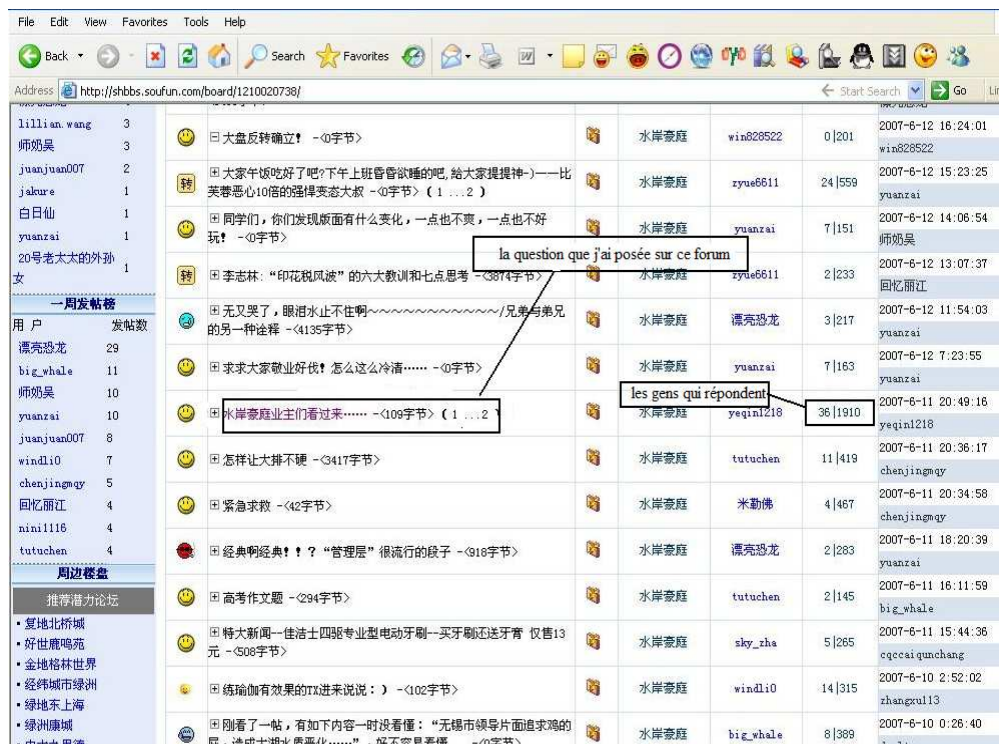 File Edit View Favorites Tools Help
Back Search Favorites
Address http://shbbs.soufun.com/board/1210020738/ Start Search Go
lillian.wang 3
师奶吴 3
juanjuan007 2
jakure 1
白日仙 1
yuanzai 1
20号老太太的外孙女 1
一周发帖榜
用 户 发帖数
漂亮恐龙 29
big_whale 11
师奶吴 10
yuanzai 10
juanjuan007 8
windli0 7
chenjingmqy 5
回忆丽江 4
nini1116 4
tutuchen 4
周边楼盘
推荐潜力论坛
复地北桥城
好世鹿鸣苑
金地格林世界
经纬城市绿洲
绿地东上海
绿洲康城
大盘反转确立! -<0字节> 水岸豪庭 win828522 0|201 2007-6-12 16:24:01
win828522
转 大家午饭吃好了吧?下午上班昏昏欲睡的吧,给大家提提神-)——比 水岸豪庭 zyue6611 24|559 2007-6-12 15:23:25
芙蓉恶心10倍的强悍变态大叔 -<0字节> ( 1 ...2 ) yuanzai
同学们,你们发现版面有什么变化,一点也不爽,一点也不好 水岸豪庭 yuanzai 7|151 2007-6-12 14:06:54
玩! -<0字节> 师奶吴
la question que j'ai posée sur ce forum
转 李志林:“印花税风波”的六大教训和七点思考 -<3874字节> 水岸豪庭 zyue6611 2|233 2007-6-12 13:07:37
回忆丽江
无又哭了,眼泪水止不住啊~~~~~~~~~~~~/兄弟与弟兄 水岸豪庭 漂亮恐龙 3|217 2007-6-12 11:54:03
的另一种诠释 -<4135字节> yuanzai
求求大家敬业好伐! 怎么这么冷清…… -<0字节> 水岸豪庭 yuanzai 7|163 2007-6-12 7:23:55
yuanzai
les gens qui répondent
水岸豪庭业主们看过来…… -<109字节> ( 1 ...2 水岸豪庭 yeqin1218 36|1910 2007-6-11 20:49:16
yeqin1218
怎样让大排不硬 -<3417字节> 水岸豪庭 tutuchen 11|419 2007-6-11 20:36:17
chenjingmqy
紧急求救 -<42字节> 水岸豪庭 米勒佛 4|467 2007-6-11 20:34:58
chenjingmqy
经典啊经典!!?“管理层”很流行的段子 -<918字节> 水岸豪庭 漂亮恐龙 2|283 2007-6-11 18:20:39
yuanzai
高考作文题 -<294字节> 水岸豪庭 tutuchen 2|145 2007-6-11 16:11:59
big_whale
特大新闻--佳洁士四驱专业型电动牙刷--买牙刷还送牙膏 仅售13 水岸豪庭 sky_zha 5|265 2007-6-11 15:44:36
元 -<508字节> cqccaiqunchang
练瑜伽有效果的TX进来说说:) -<102字节> 水岸豪庭 windli0 14|315 2007-6-10 2:52:02
zhangxu113
刚看了一帖,有如下内容一时没看懂:“无锡市领导片面追求鸡的 水岸豪庭 big_whale 8|389 2007-6-10 0:26:40